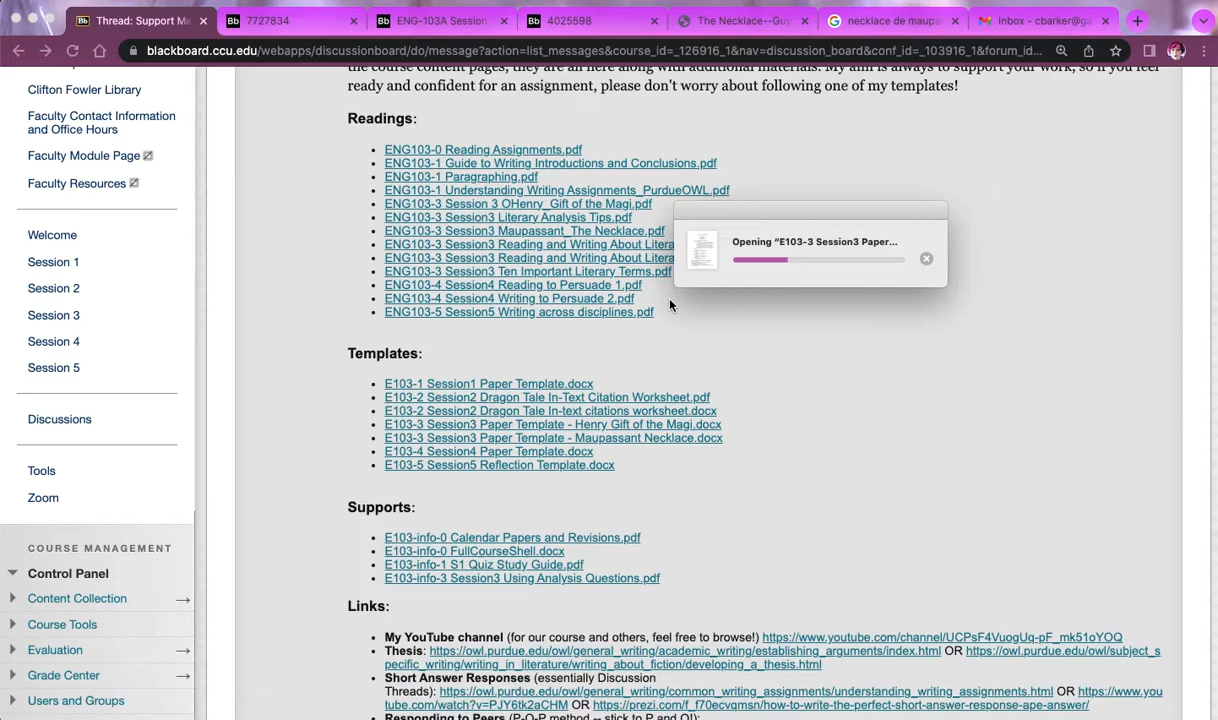 Thread: Support Ma
7727834
ENG-103A Session
4025598
The Necklace--Guy
necklace de maupa
Inbox - cbarker@ga
blackboard.ccu.edu/webapps/discussionboard/do/message?action=list_messages&course_id=_126916_1&nav=discussion_board&conf_id=_103916_1&forum_id...
the course content pages, they are all here along with additional materials. My aim is always to support your work, so if you feel
ready and confident for an assignment, please don't worry about following one of my templates!
Clifton Fowler Library
Faculty Contact Information
and Office Hours
Faculty Module Page
Faculty Resources
Welcome
Session 1
Session 2
Session 3
Session 4
Session 5
Discussions
Tools
Zoom
COURSE MANAGEMENT
Control Panel
Content Collection
Course Tools
Evaluation
Grade Center
Users and Groups
Readings:
ENG103-0 Reading Assignments.pdf
ENG103-1 Guide to Writing Introductions and Conclusions.pdf
ENG103-1 Paragraphing.pdf
ENG103-1 Understanding Writing Assignments_PurdueOWL.pdf
ENG103-3 Session 3 OHenry_Gift of the Magi.pdf
ENG103-3 Session3 Literary Analysis Tips.pdf
ENG103-3 Session3 Maupassant_The Necklace.pdf
ENG103-3 Session3 Reading and Writing About Litera
ENG103-3 Session3 Reading and Writing About Litera
ENG103-3 Session3 Ten Important Literary Terms.pdf
ENG103-4 Session4 Reading to Persuade 1.pdf
ENG103-4 Session4 Writing to Persuade 2.pdf
ENG103-5 Session5 Writing across disciplines.pdf
Opening “E103-3 Session3 Paper...
Templates:
E103-1 Session1 Paper Template.docx
E103-2 Session2 Dragon Tale In-Text Citation Worksheet.pdf
E103-2 Session2 Dragon Tale In-text citations worksheet.docx
E103-3 Session3 Paper Template - Henry Gift of the Magi.docx
E103-3 Session3 Paper Template - Maupassant Necklace.docx
E103-4 Session4 Paper Template.docx
E103-5 Session5 Reflection Template.docx
Supports:
E103-info-0 Calendar Papers and Revisions.pdf
E103-info-0 FullCourseShell.docx
E103-info-1 S1 Quiz Study Guide.pdf
E103-info-3 Session3 Using Analysis Questions.pdf
Links:
My YouTube channel (for our course and others, feel free to browse!) https://www.youtube.com/channel/UCPsF4VuogUq-pF_mk51oYOQ
Thesis: https://owl.purdue.edu/owl/general_writing/academic_writing/establishing_arguments/index.html OR https://owl.purdue.edu/owl/subject_s
pecific_writing/writing_in_literature/writing_about_fiction/developing_a_thesis.html
Short Answer Responses (essentially Discussion
Threads): https://owl.purdue.edu/owl/general_writing/common_writing_assignments/understanding_writing_assignments.html OR https://www.you
tube.com/watch?v=PJY6tk2aCHM OR https://prezi.com/f_f70ecvqmsn/how-to-write-the-perfect-short-answer-response-ape-answer/
Responding to Peers (P-Q-P method -- stick to P and Q!):